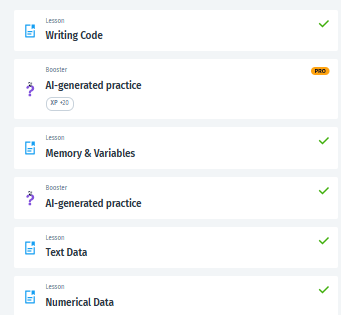 Lesson
Writing Code
Booster
PRO
AI-generated practice
XP +20
Lesson
Memory & Variables
Booster
AI-generated practice
Lesson
Text Data
Lesson
Numerical Data